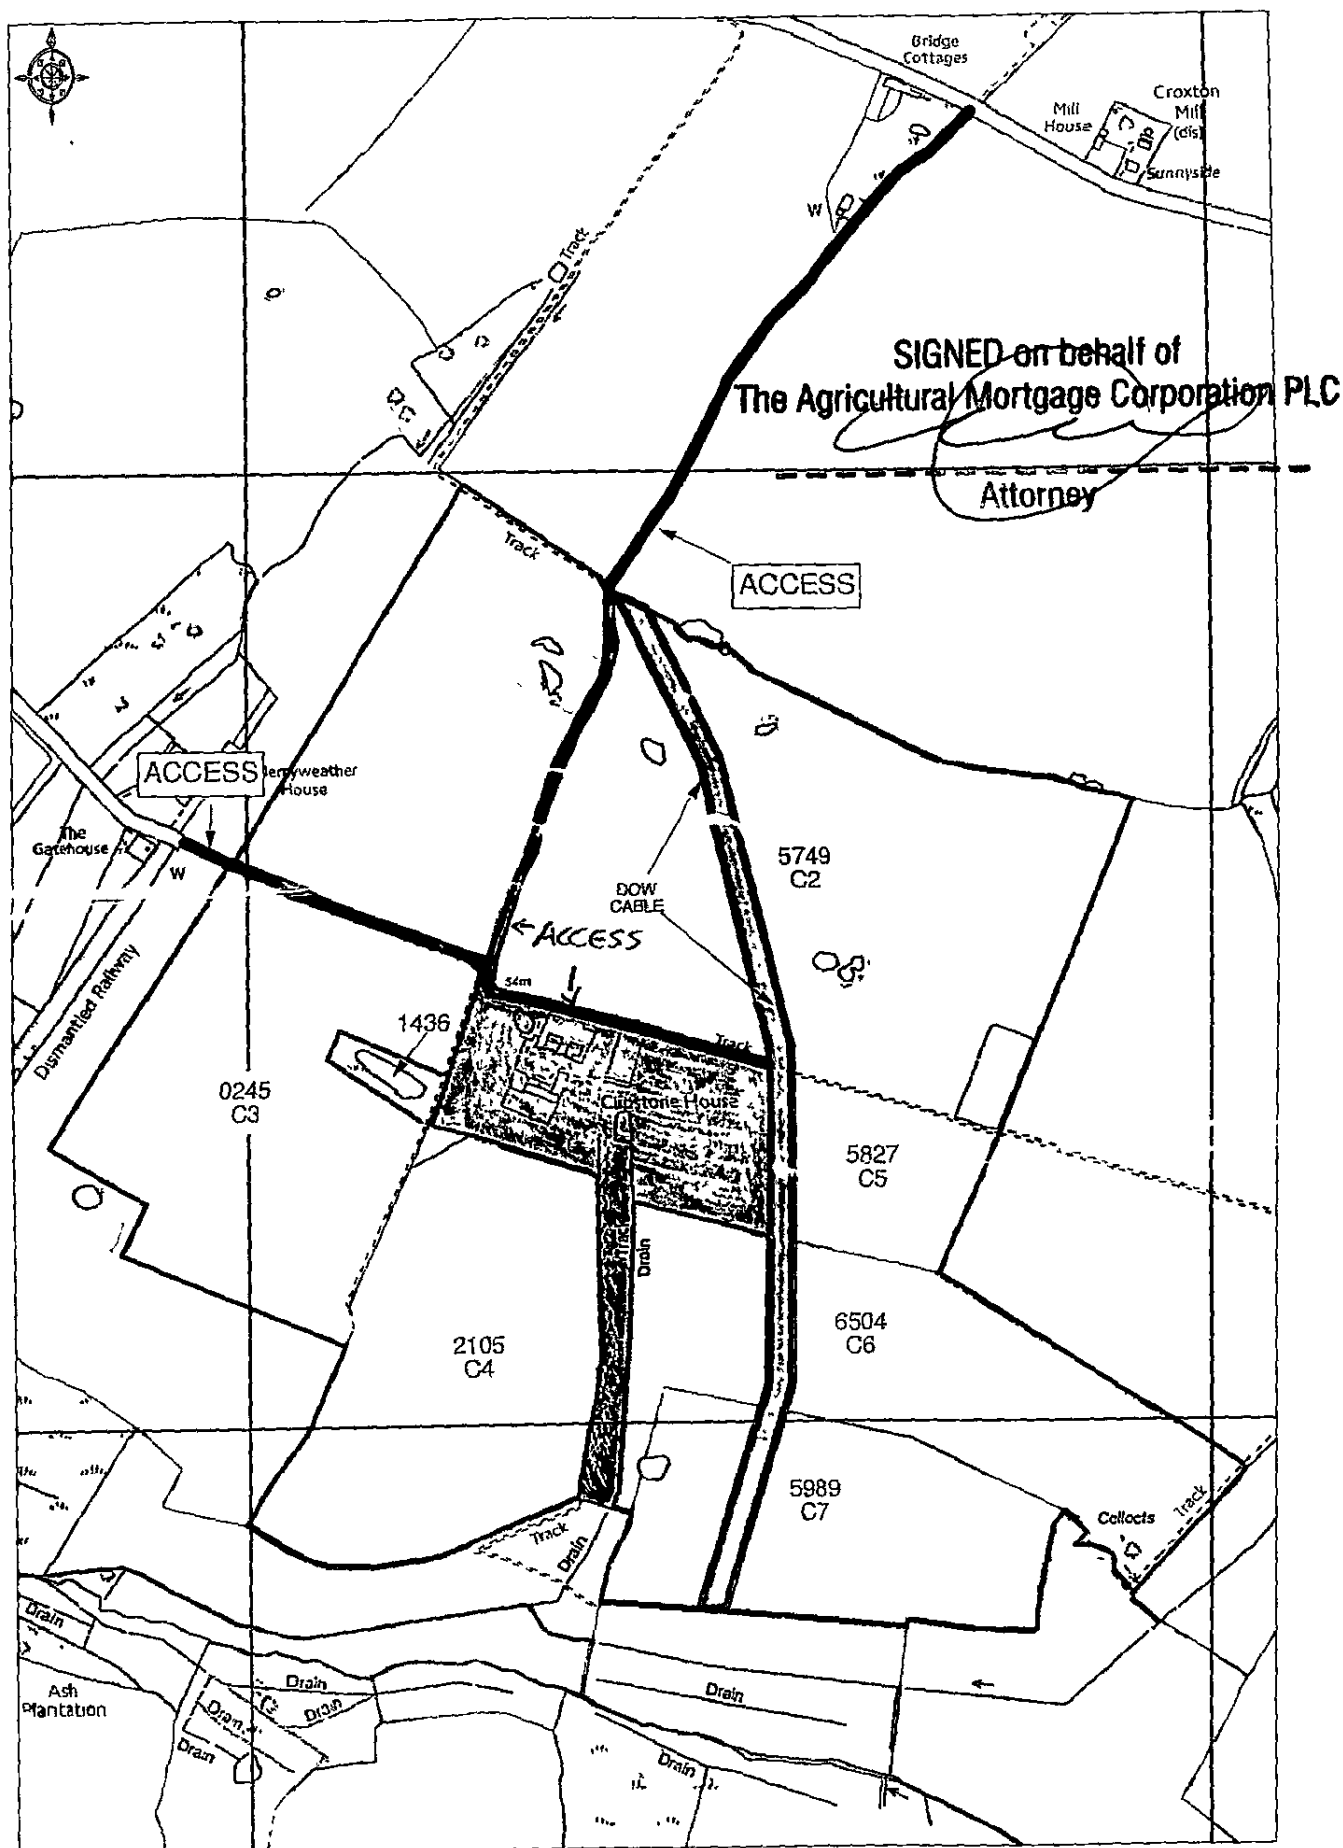 Bridge
Cottages
Mill
House
Croxton
Mill
(dis)
Sunnyside
W
Track
SIGNED on behalf of
The Agricultural Mortgage Corporation PLC
Attorney
Track
ACCESS
ACCESS
House
The
Gatehouse
W
5749
C2
DOW
CABLE
← ACCESS
54m
Track
Dismantled Railway
1436
0245
C3
House
5827
C5
Track
Drain
2105
C4
6504
C6
5989
C7
Track
Drain
Track
Drain
Ash
Plantation
Drain
Drain
Drain
Drain
Drain
Drain